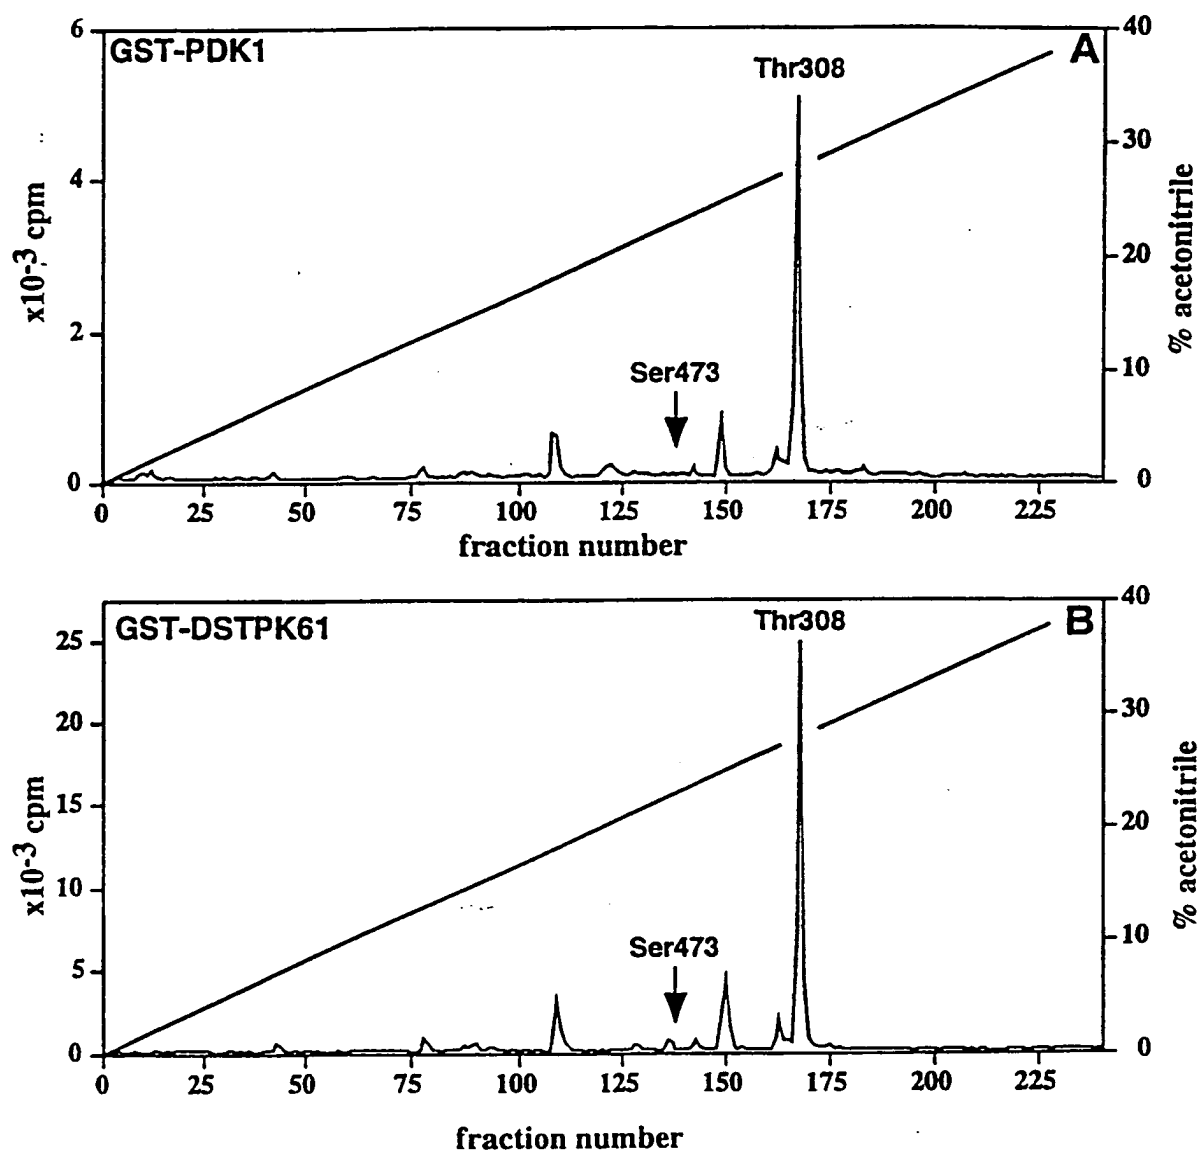 GST-PDK1
A
Thr308
Ser473
6
4
2
0
x10-3 cpm
40
30
20
10
0
% acetonitrile
0 25 50 75 100 125 150 175 200 225
fraction number
GST-DSTPK61
B
Thr308
Ser473
25
20
15
10
5
0
x10-3 cpm
40
30
20
10
0
% acetonitrile
0 25 50 75 100 125 150 175 200 225
fraction number